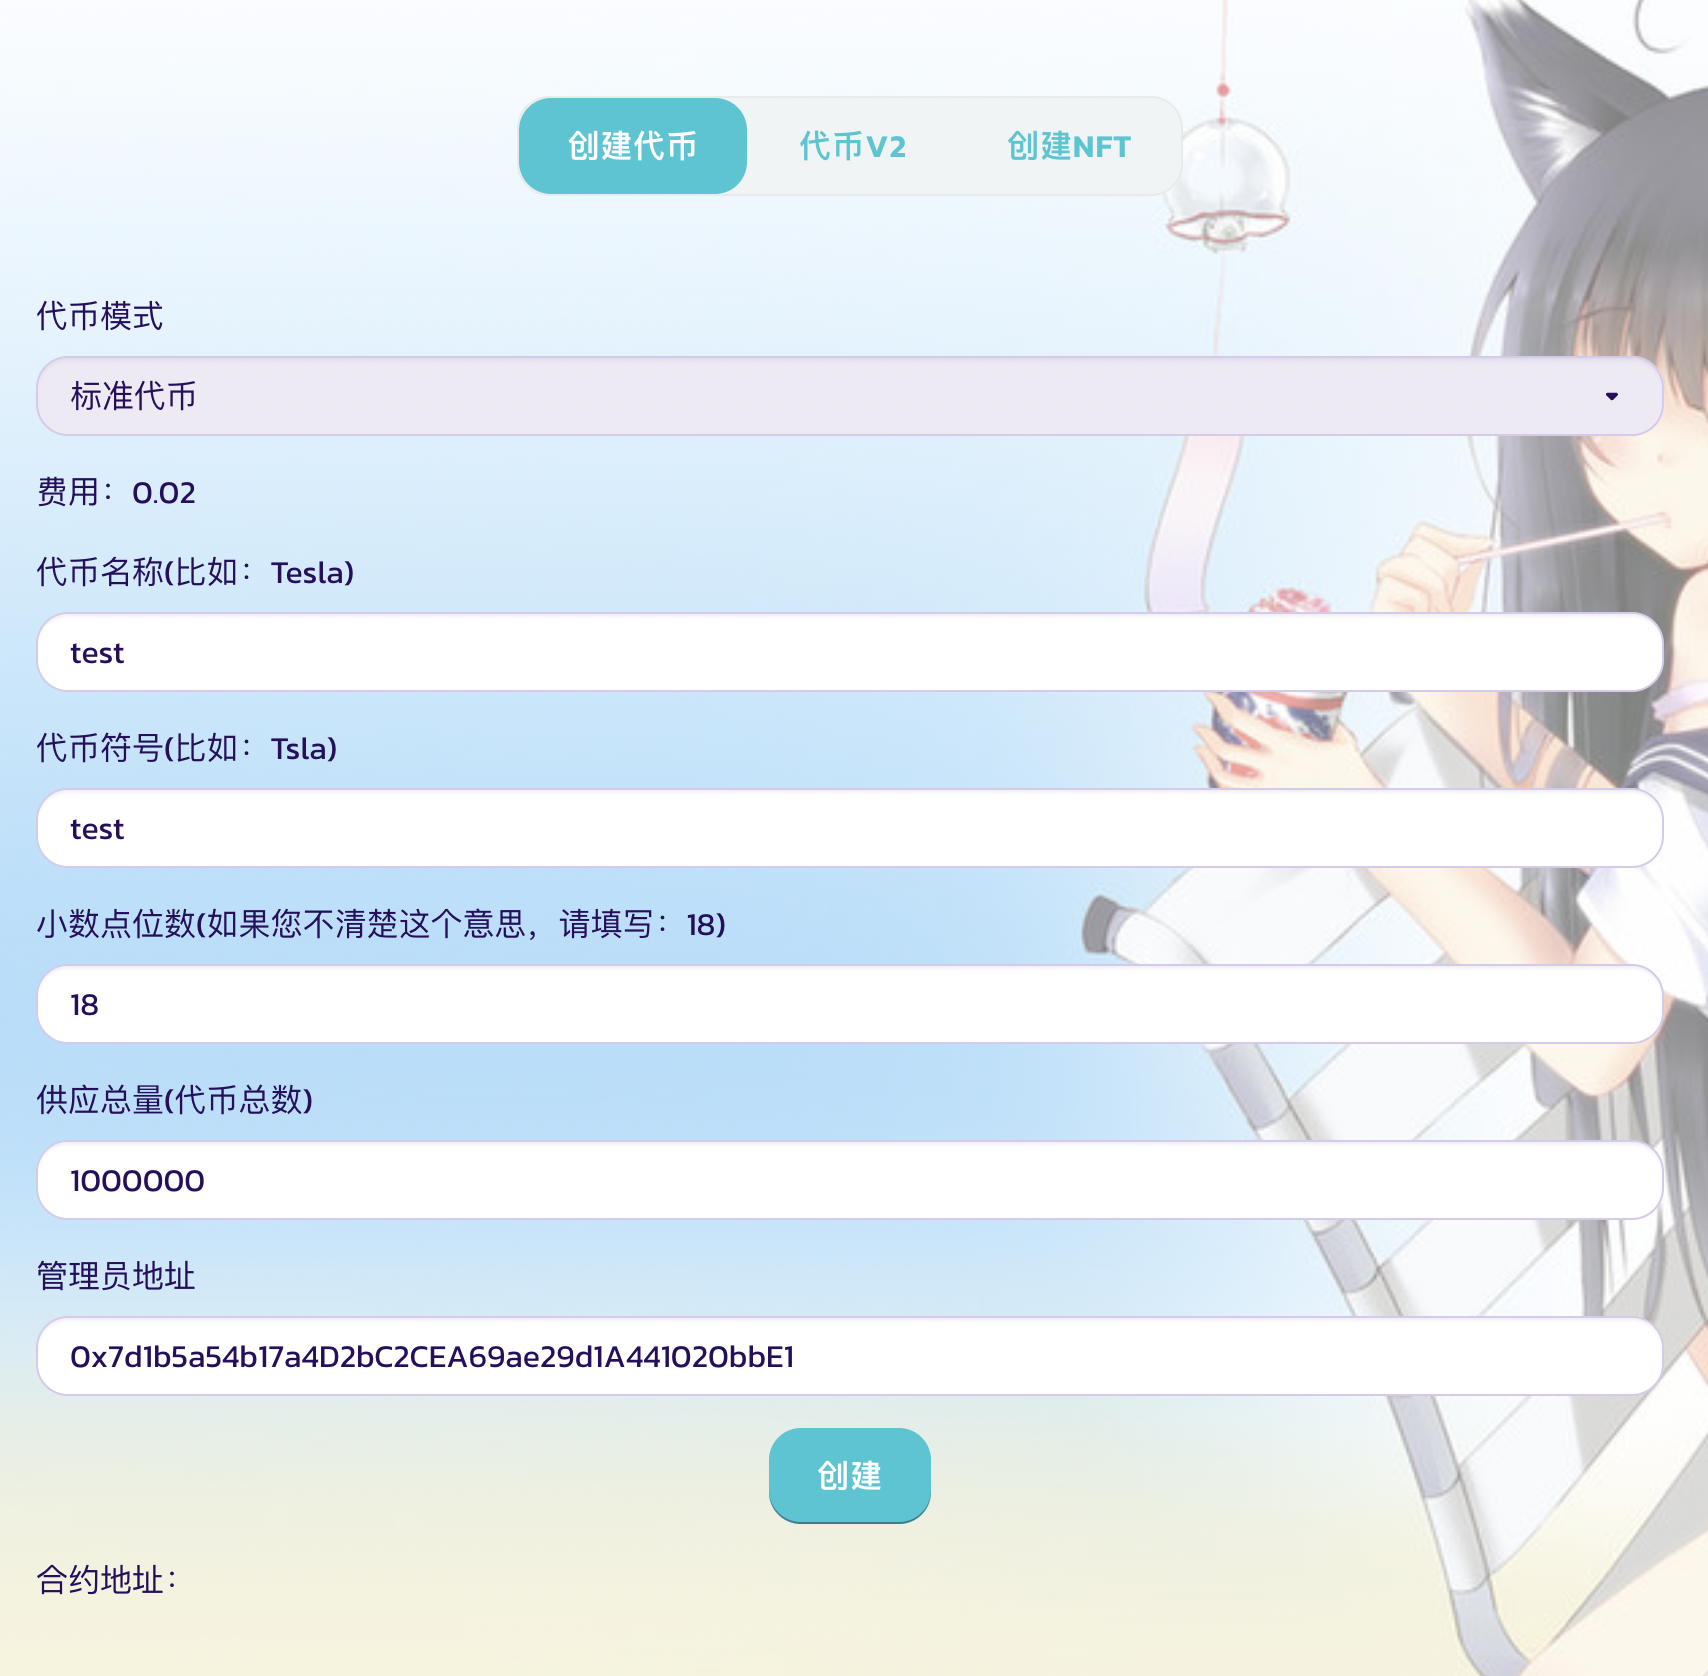 创建代币 代币V2 创建NFT
代币模式
标准代币
费用：0.02
代币名称(比如：Tesla)
test
代币符号(比如：Tsla)
test
小数点位数(如果您不清楚这个意思，请填写：18)
18
供应总量(代币总数)
1000000
管理员地址
0x7d1b5a54b17a4D2bC2CEA69ae29d1A441020bbE1
创建
合约地址：